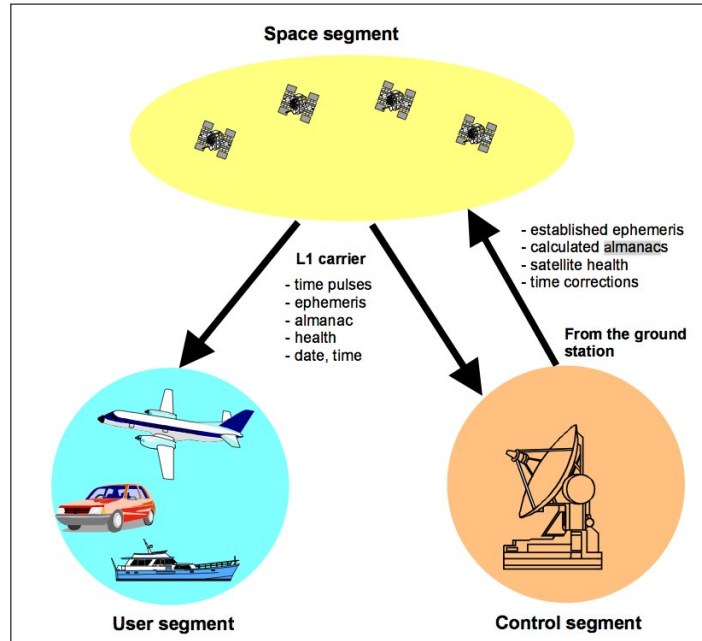 Space segment
L1 carrier
- time pulses
- ephemeris
- almanac
- health
- date, time
- established ephemeris
- calculated almanacs
- satellite health
- time corrections
From the ground
station
User segment
Control segment